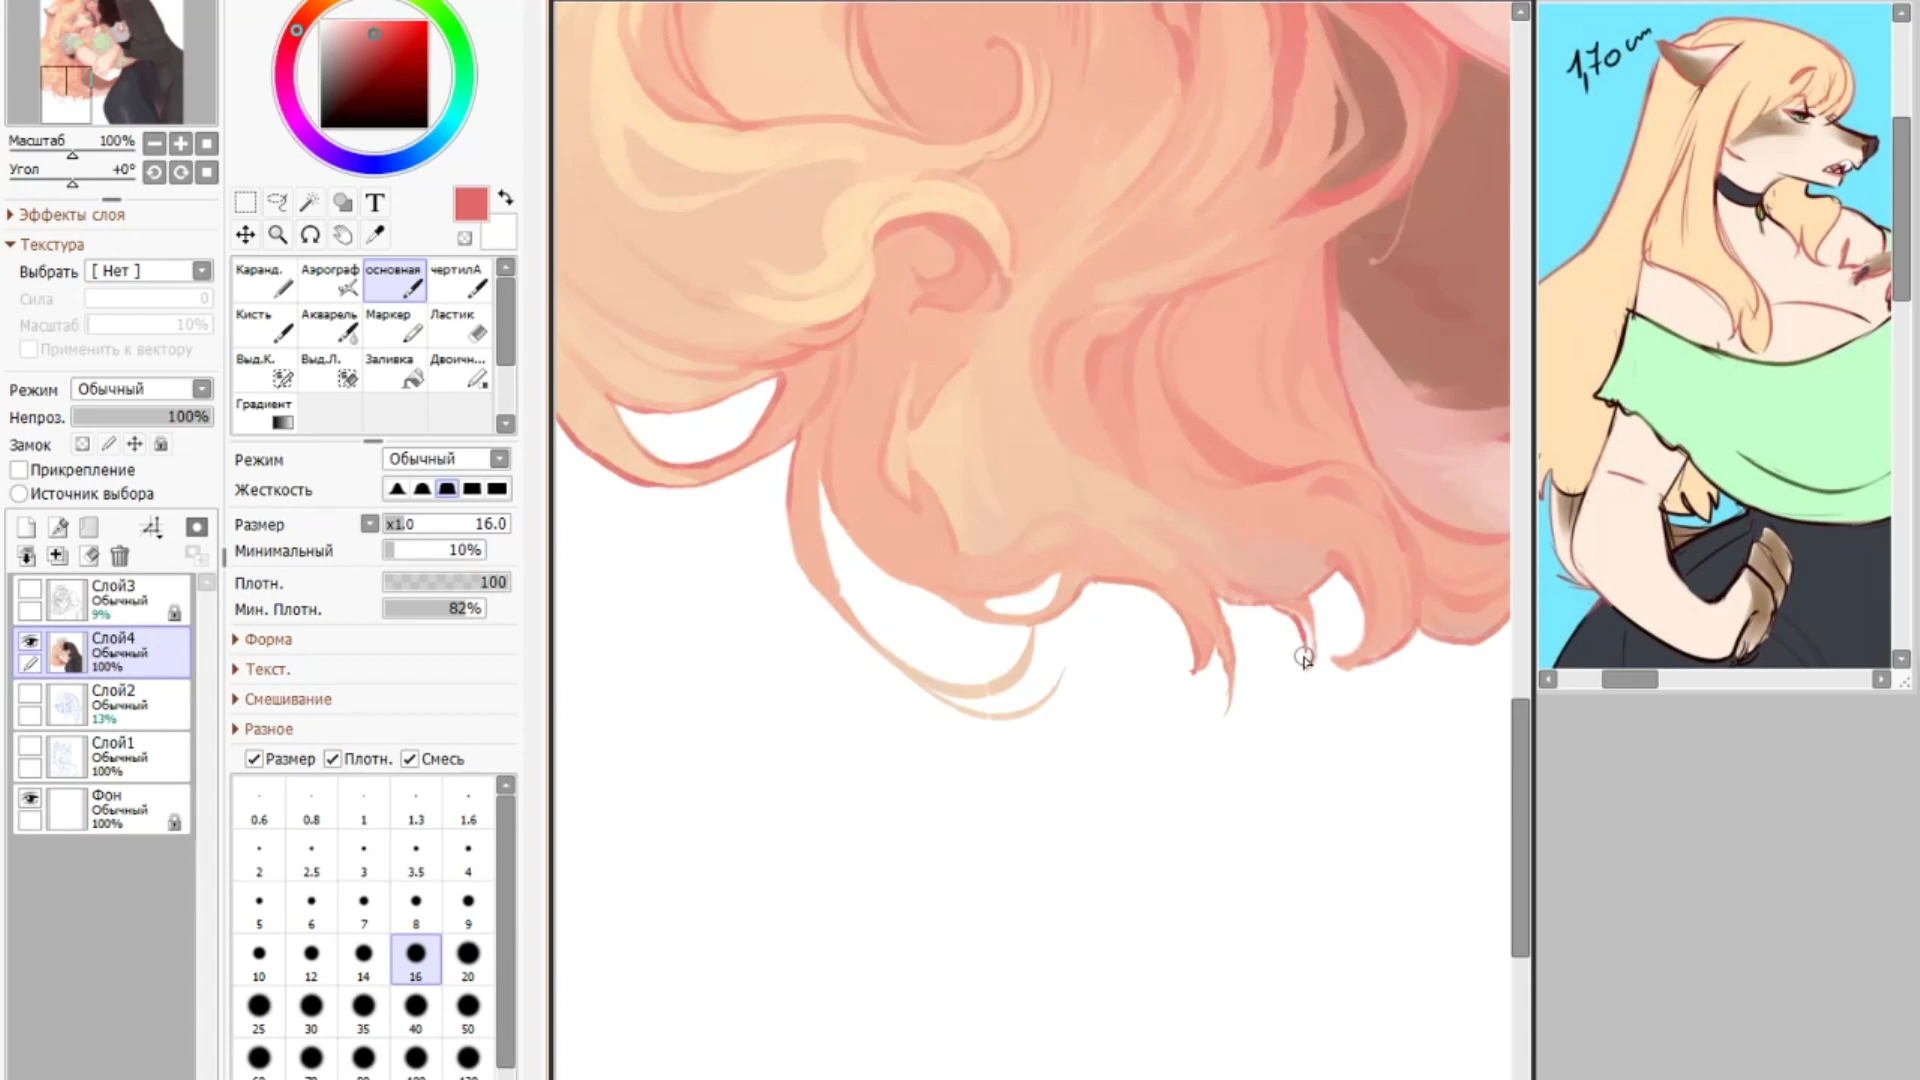 Масштаб 100%
Угол +0°
Эффекты слоя
Текстура
Выбрать [ Нет ]
Сила 0
Масштаб 10%
Применить к вектору
Режим Обычный
Непроз. 100%
Замок
Прикрепление
Источник выбора
Слой3
Обычный
9%
Слой4
Обычный
100%
Слой2
Обычный
13%
Слой1
Обычный
100%
Фон
Обычный
100%
T
Каранд. Аэрограф основная чертилА
Кисть Акварель Маркер Ластик
Выд.К. Выд.Л. Заливка Двоичн...
Градиент
Режим Обычный
Жесткость
Размер x1.0 16.0
Минимальный 10%
Плотн. 100
Мин. Плотн. 82%
Форма
Текст.
Смешивание
Разное
Размер Плотн. Смесь
0.6 0.8 1 1.3 1.6
2 2.5 3 3.5 4
5 6 7 8 9
10 12 14 16 20
25 30 35 40 50
1,70 cm